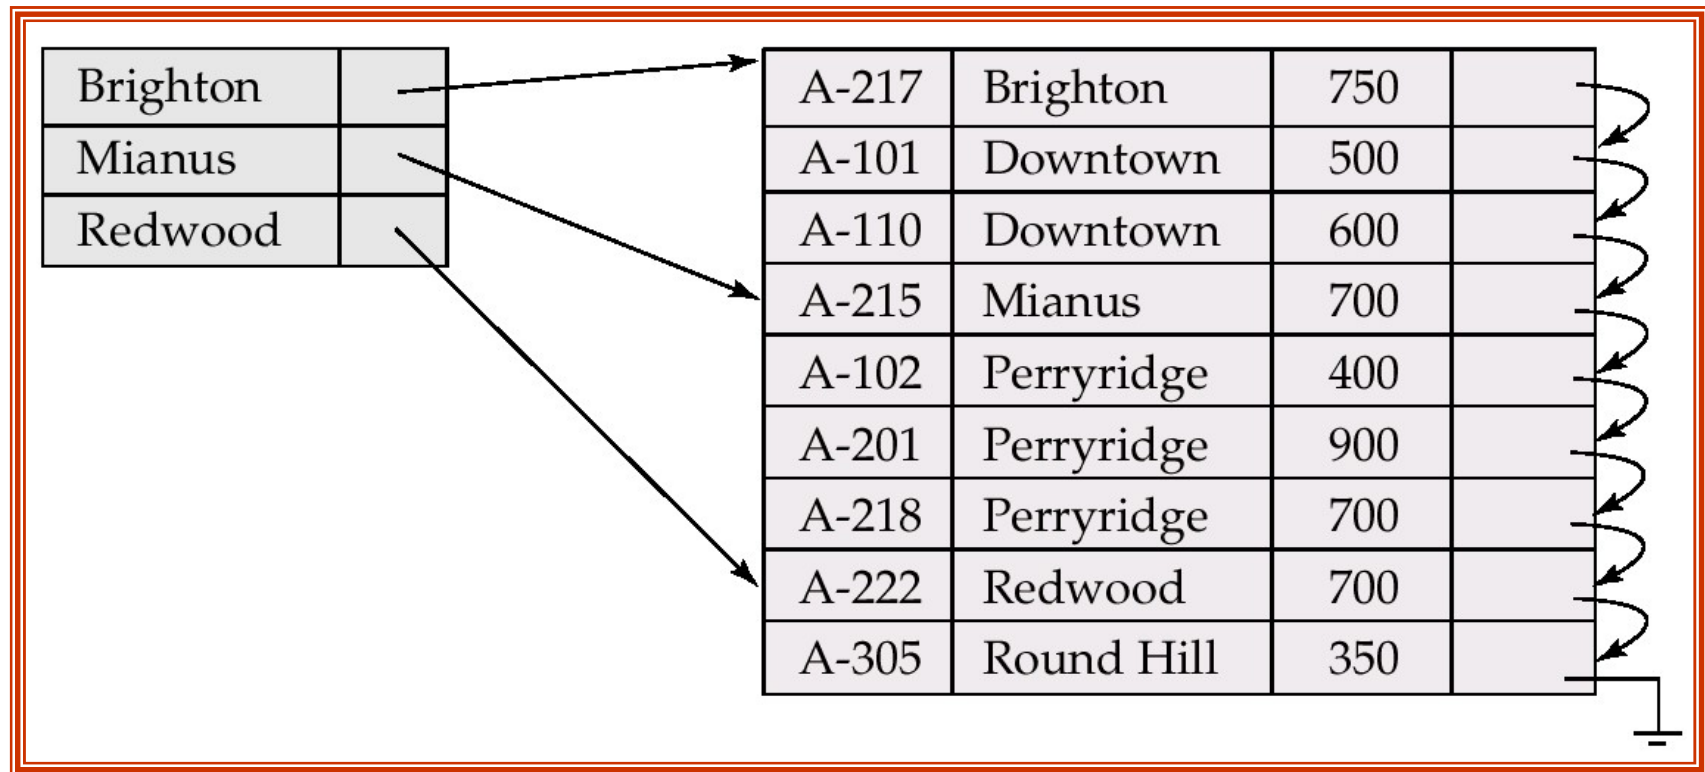 Brighton
Mianus
Redwood
A-217 Brighton 750
A-101 Downtown 500
A-110 Downtown 600
A-215 Mianus 700
A-102 Perryridge 400
A-201 Perryridge 900
A-218 Perryridge 700
A-222 Redwood 700
A-305 Round Hill 350